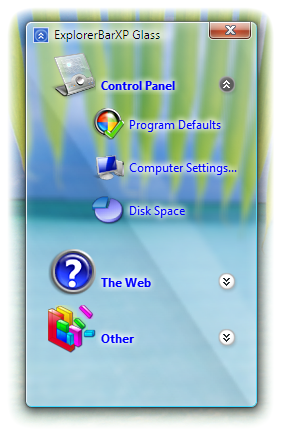 ExplorerBarXP Glass
Control Panel
Program Defaults
Computer Settings...
Disk Space
The Web
Other